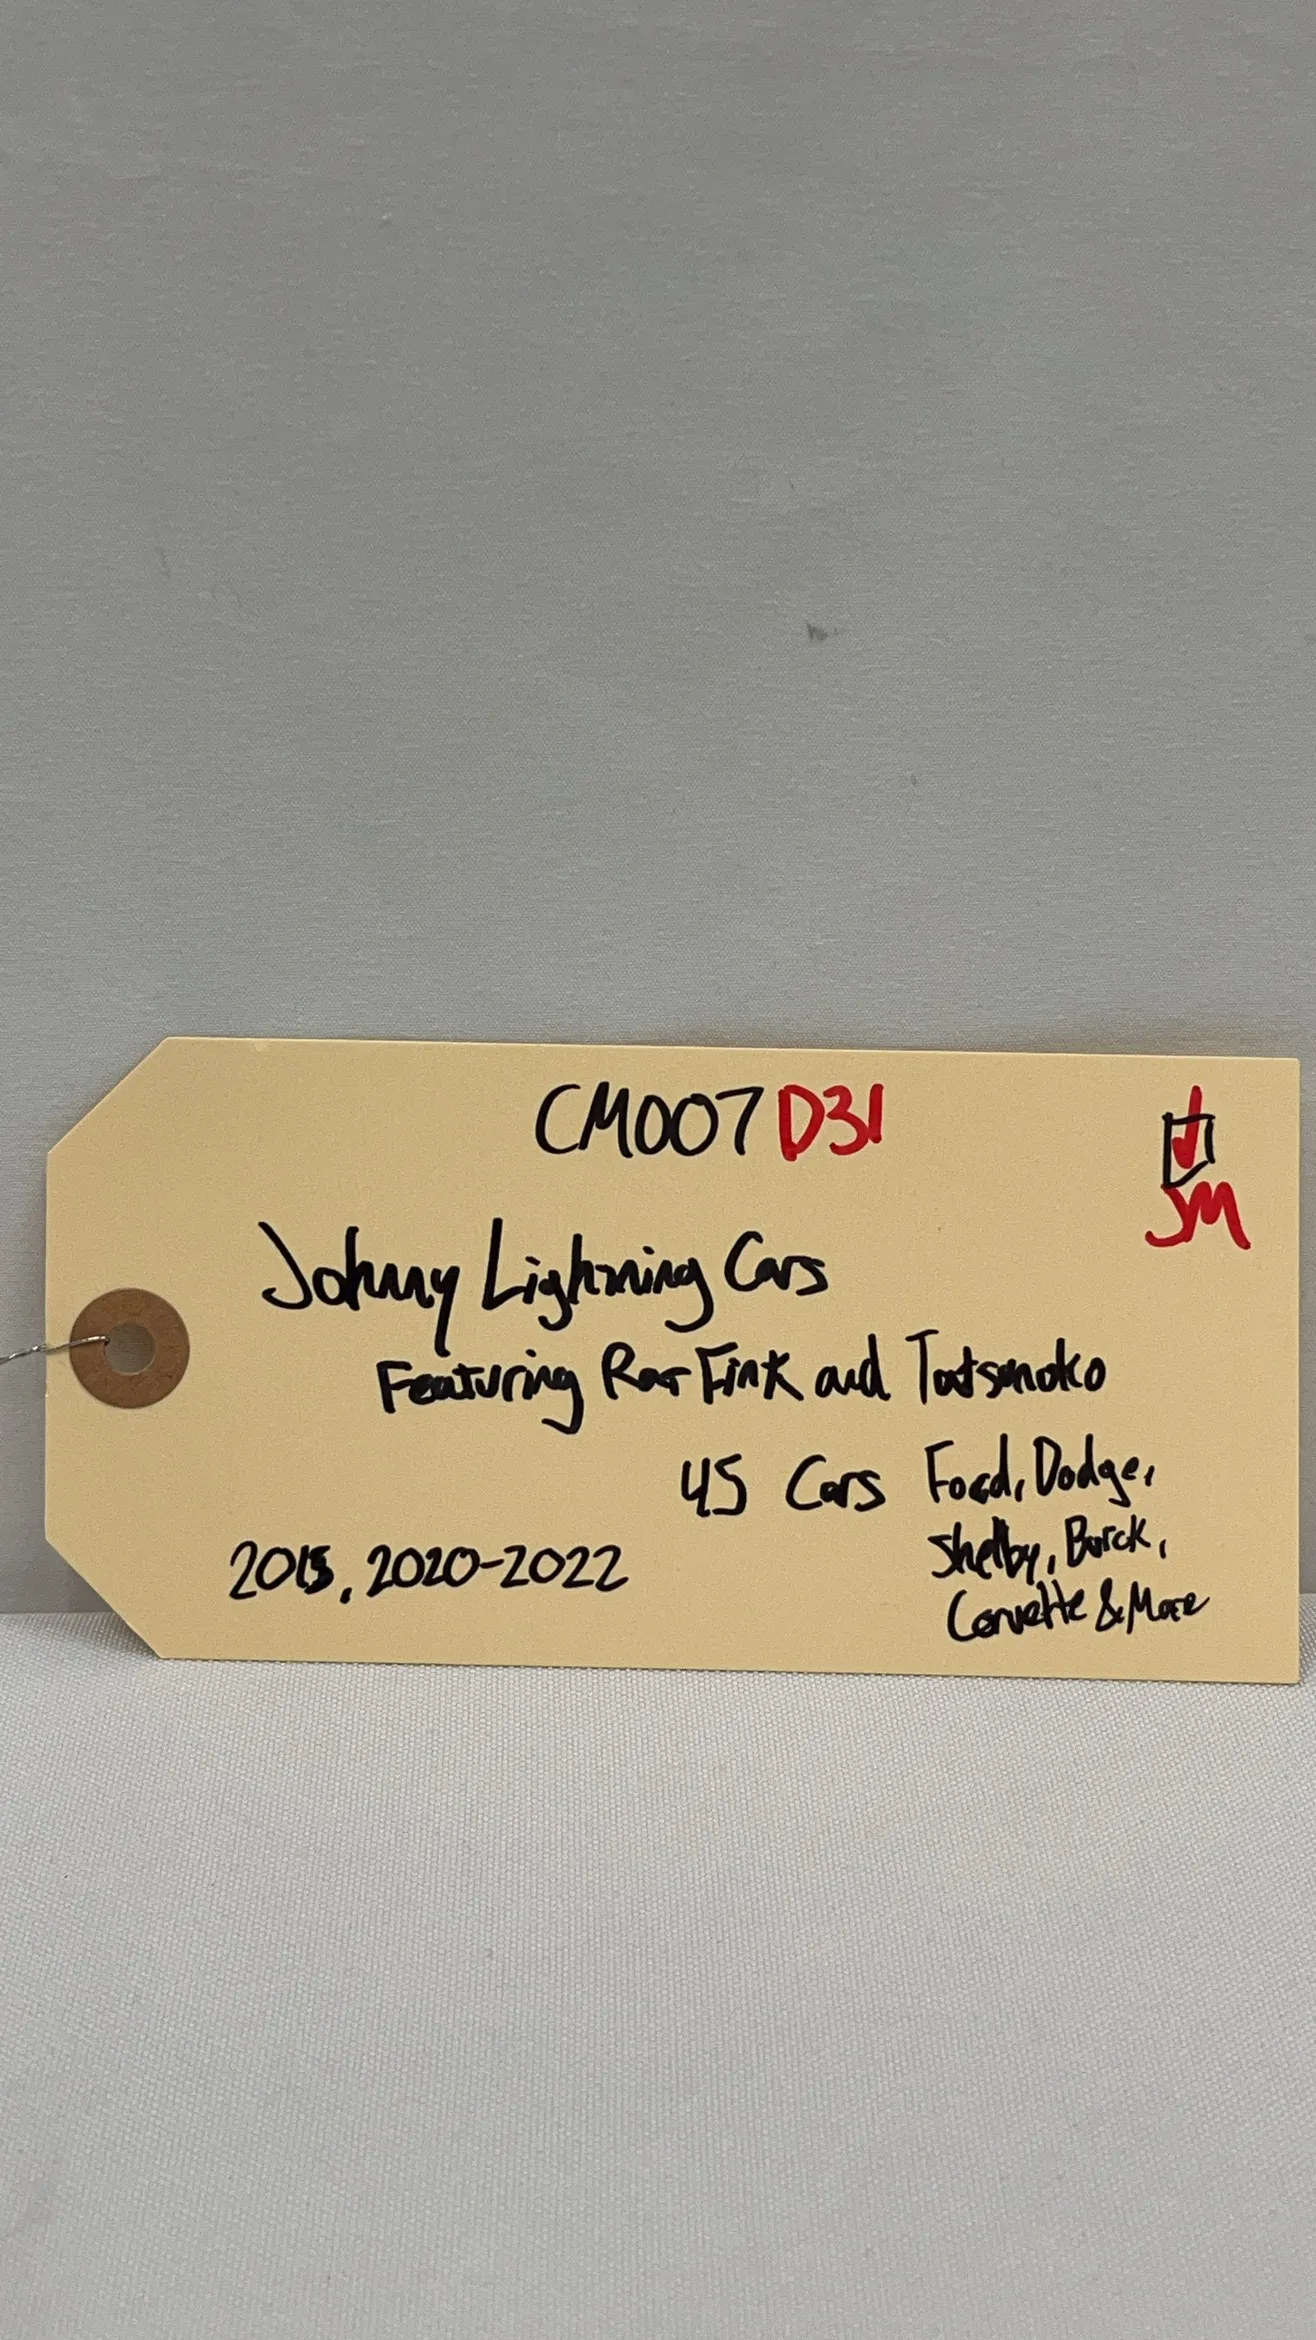 CM007 D31
JM
Johnny Lightning Cars
Featuring Rat Fink and Tatsunoko
45 Cars Ford, Dodge,
Shelby, Buick,
2015, 2020-2022
Corvette & More